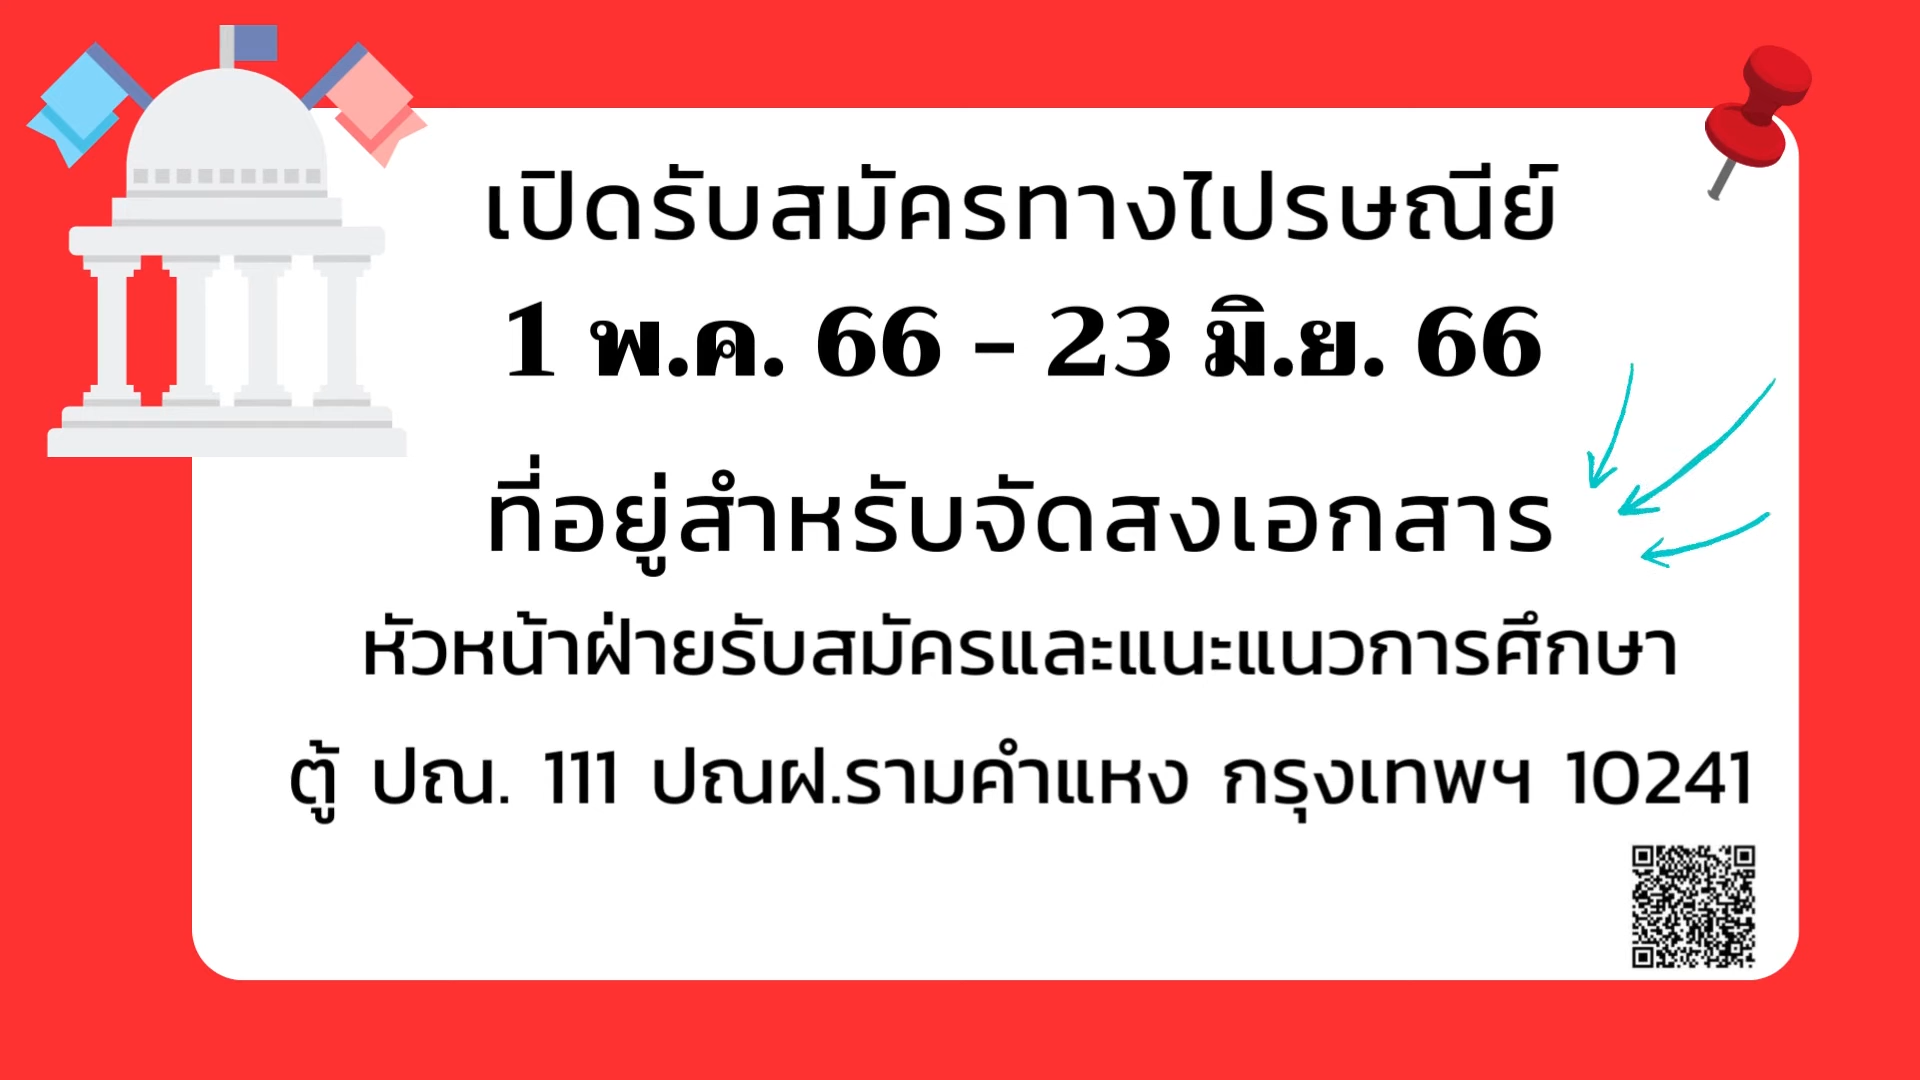 เปิดรับสมัครทางไปรษณีย์
1 พ.ค. 66 - 23 มิ.ย. 66
ที่อยู่สำหรับจัดสงเอกสาร
หัวหน้าฝ่ายรับสมัครและแนะแนวการศึกษา
ตู้ ปณ. 111 ปณฝ.รามคำแหง กรุงเทพฯ 10241